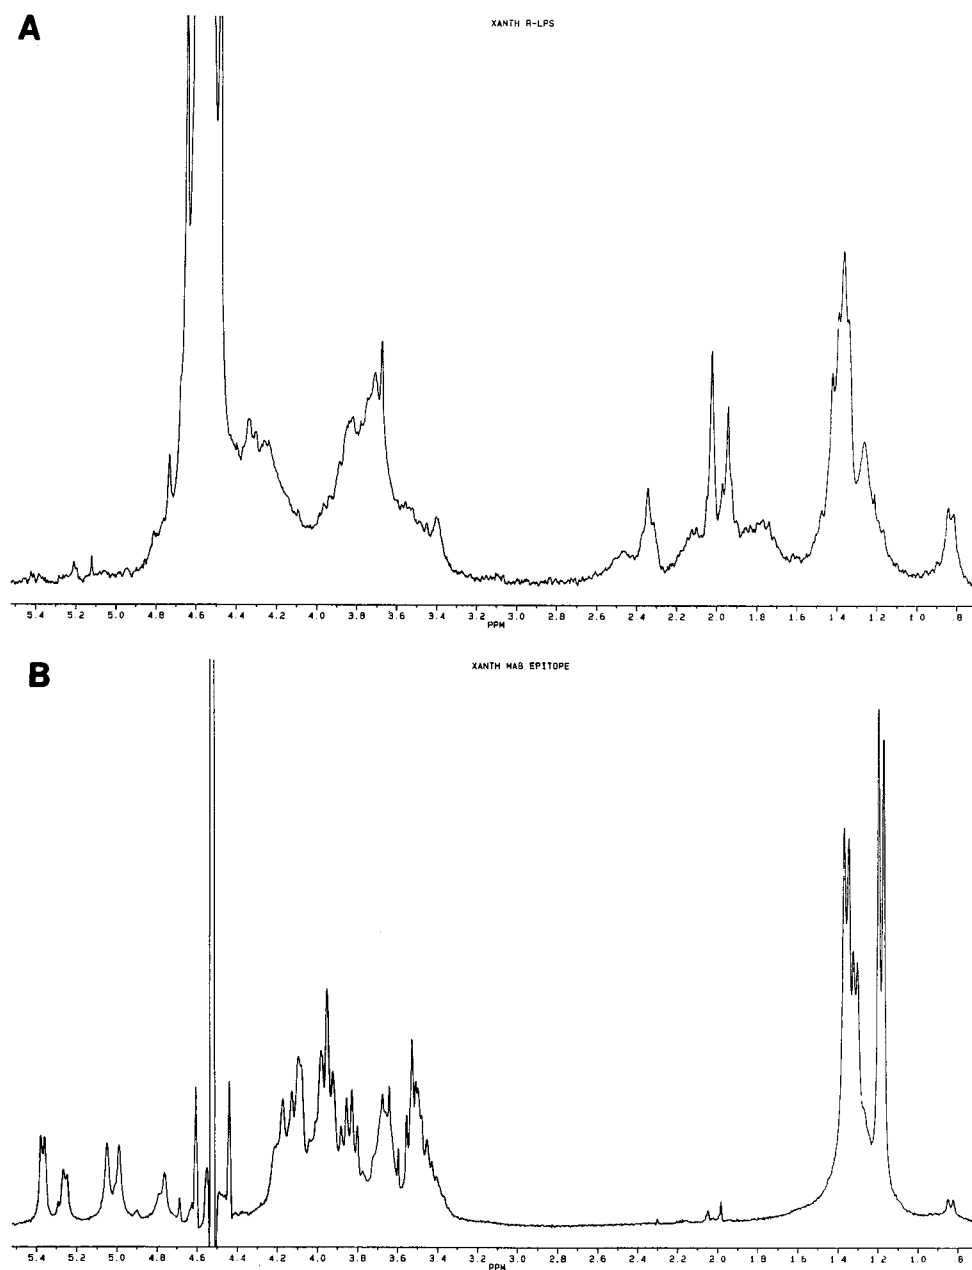 A
XANTH R-LPS
5.4 5.2 5.0 4.8 4.6 4.4 4.2 4.0 3.8 3.6 3.4 3.2 3.0 2.8 2.6 2.4 2.2 2.0 1.8 1.6 1.4 1.2 1.0 .8
PPM
B
XANTH MAB EPITOPE
5.4 5.2 5.0 4.8 4.6 4.4 4.2 4.0 3.8 3.6 3.4 3.2 3.0 2.8 2.6 2.4 2.2 2.0 1.8 1.6 1.4 1.2 1.0 .8
PPM